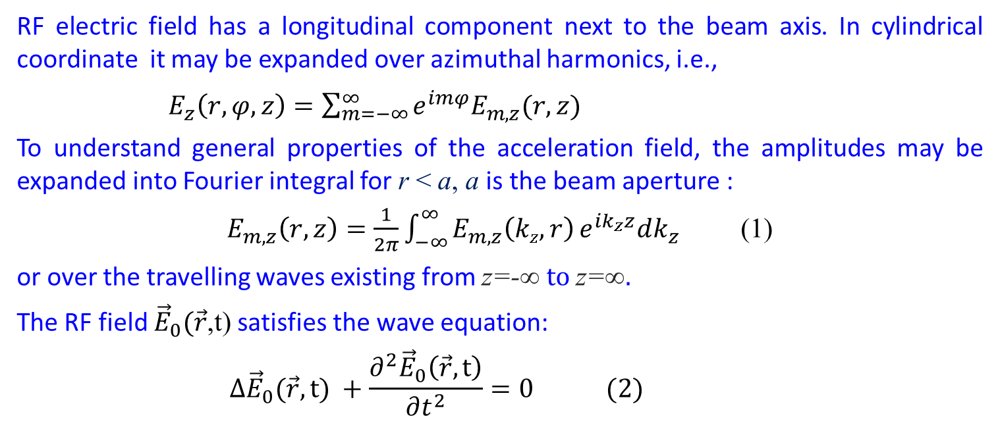 RF electric field has a longitudinal component next to the beam axis. In cylindrical
coordinate it may be expanded over azimuthal harmonics, i.e.,
$E_z(r, \varphi, z) = \sum_{m=-\infty}^{\infty} e^{im\varphi} E_{m,z}(r, z)$
To understand general properties of the acceleration field, the amplitudes may be
expanded into Fourier integral for r < a, a is the beam aperture :
$E_{m,z}(r, z) = \frac{1}{2\pi} \int_{-\infty}^{\infty} E_{m,z}(k_z, r) e^{ik_z z} dk_z$ (1)
or over the travelling waves existing from z=-∞ to z=∞.
The RF field $\vec{E}_0(\vec{r}, \mathrm{t})$ satisfies the wave equation:
$\Delta \vec{E}_0(\vec{r}, \mathrm{t}) + \frac{\partial^2 \vec{E}_0(\vec{r}, \mathrm{t})}{\partial t^2} = 0$ (2)